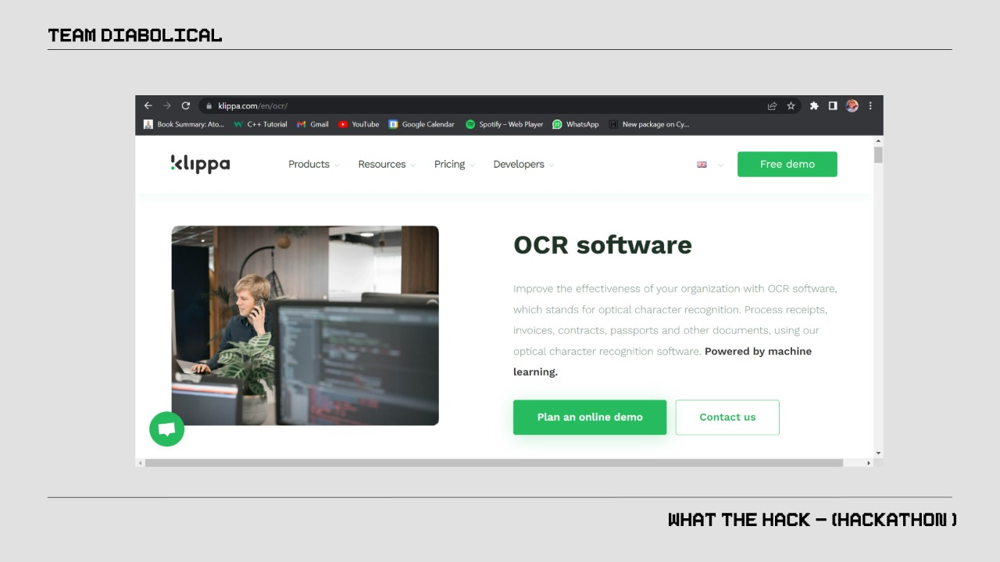 TEAM DIABOLICAL
klippa.com/en/ocr/
Book Summary: Ato... C++ Tutorial Gmail YouTube Google Calendar Spotify – Web Player WhatsApp New package on Cy...
klippa Products Resources Pricing Developers Free demo
OCR software
Improve the effectiveness of your organization with OCR software,
which stands for optical character recognition. Process receipts,
invoices, contracts, passports and other documents, using our
optical character recognition software. Powered by machine
learning.
Plan an online demo Contact us
WHAT THE HACK – (HACKATHON )